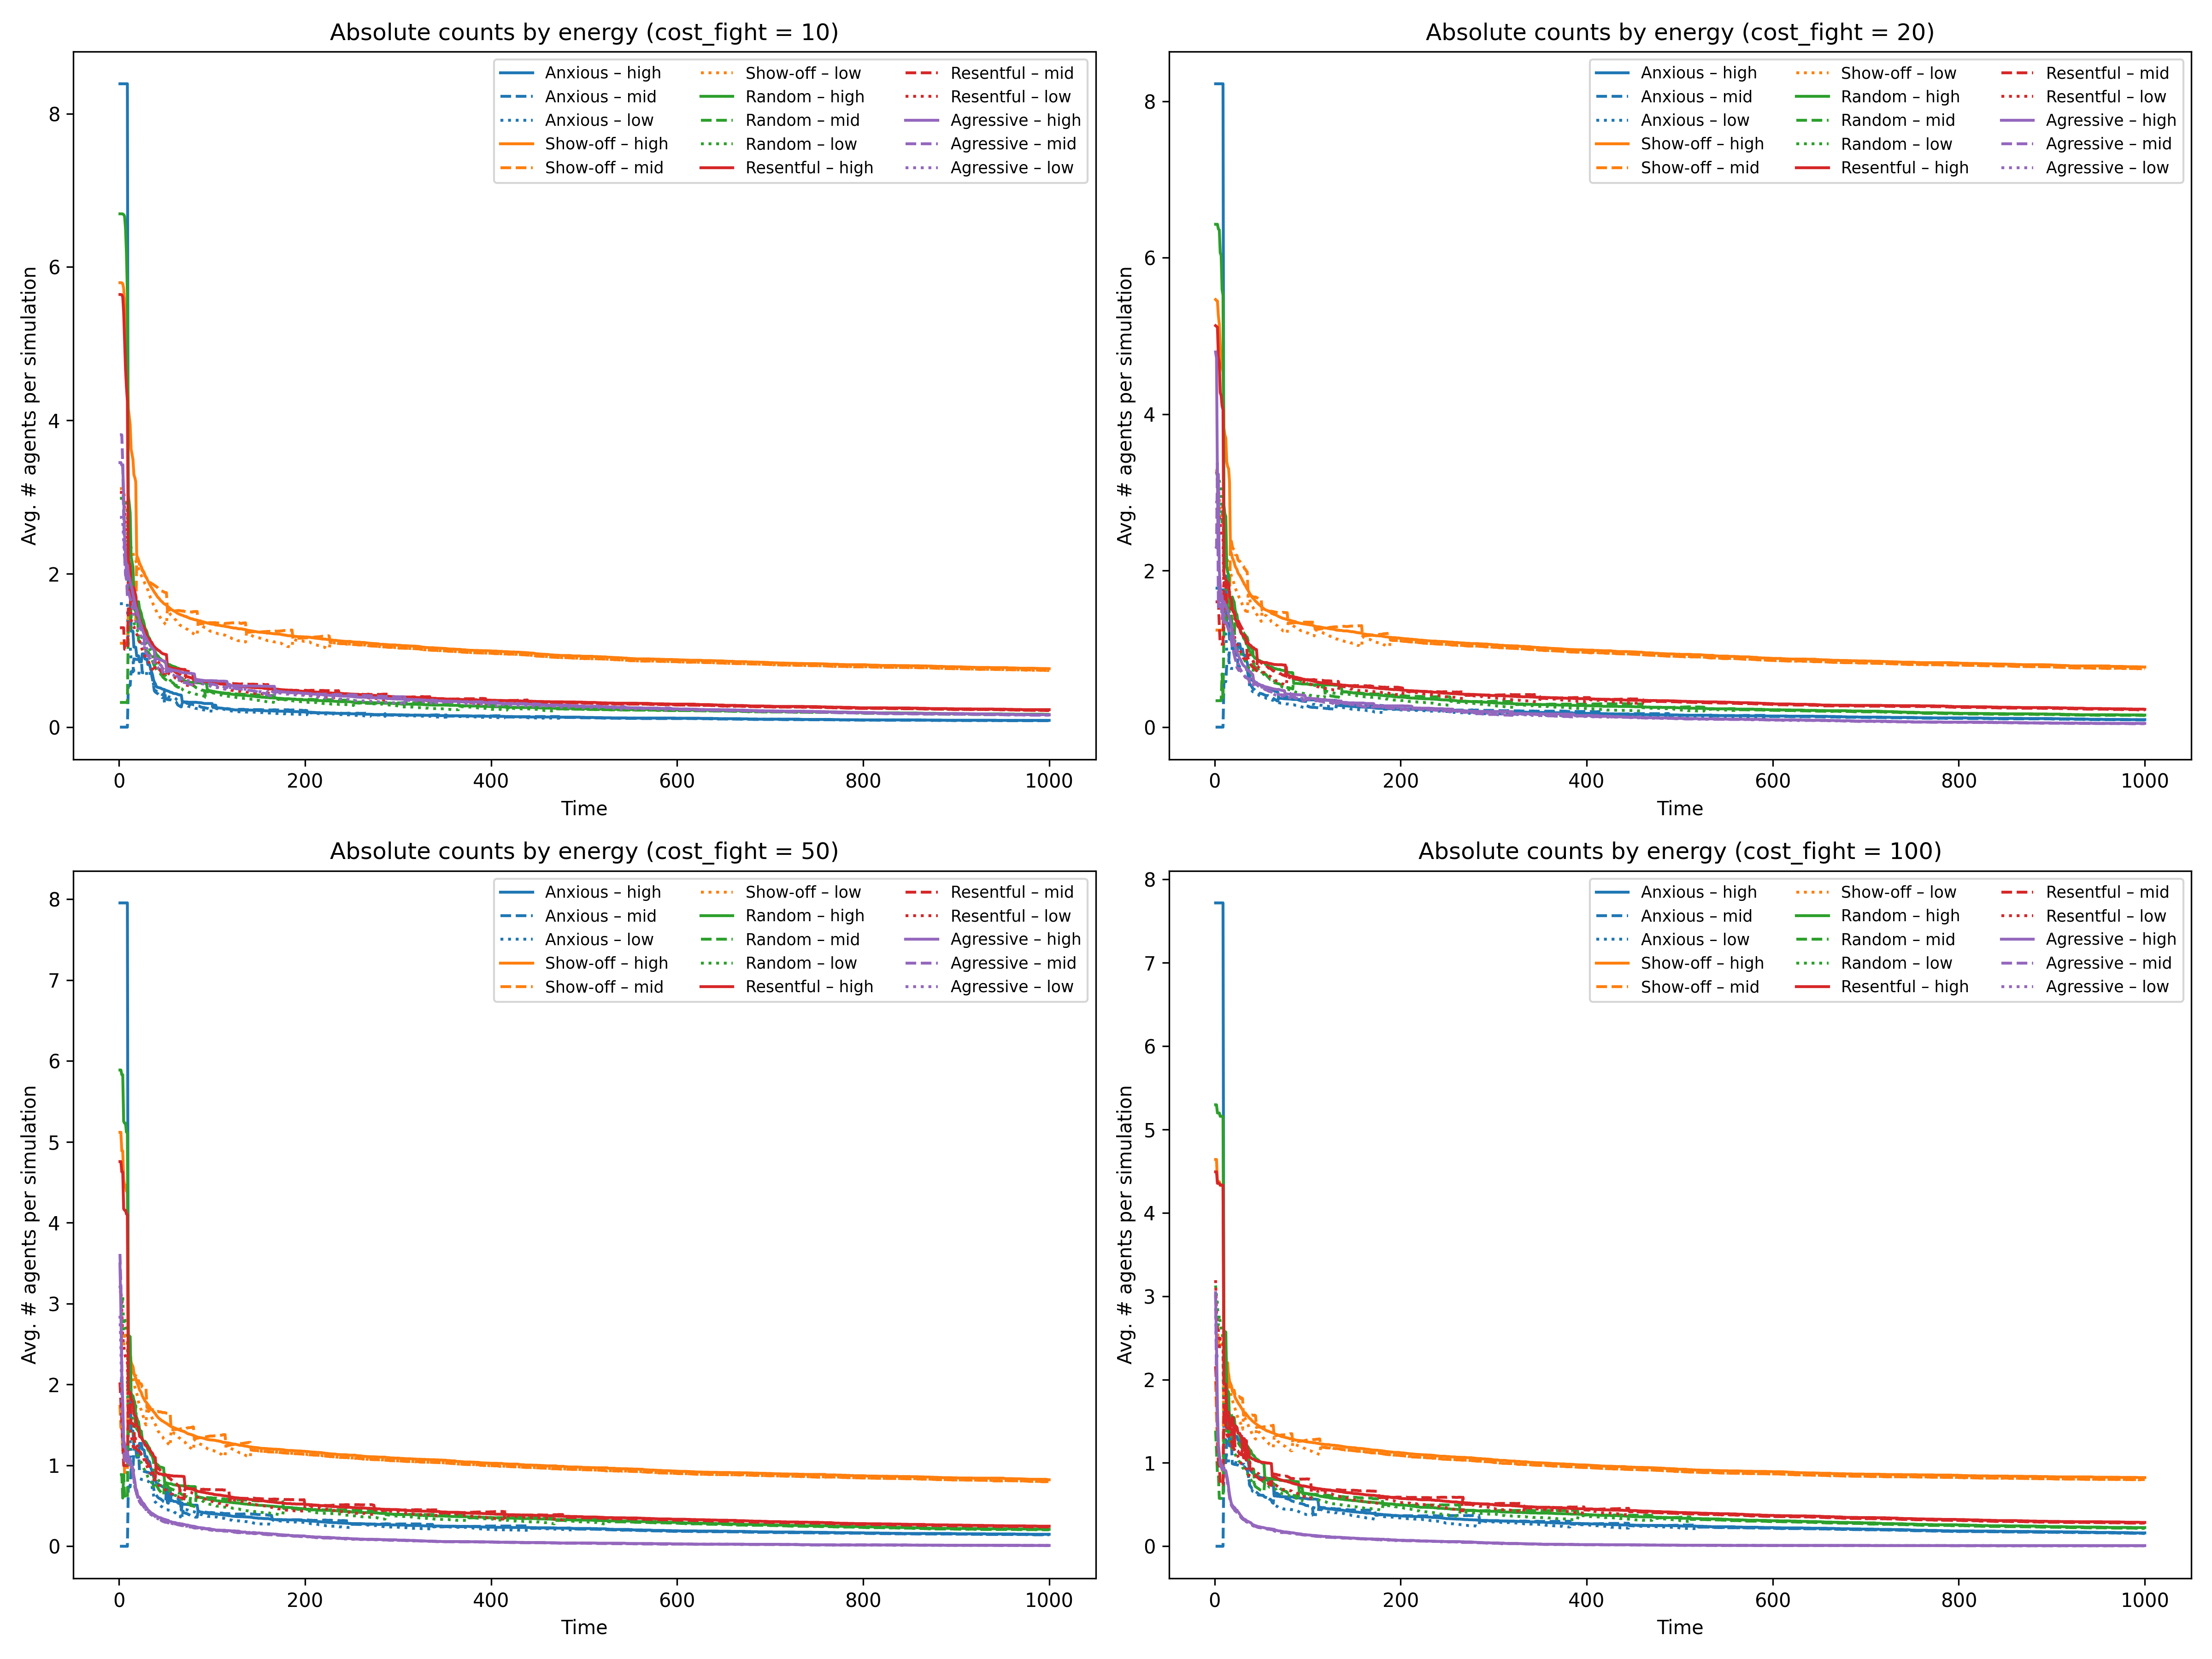 Absolute counts by energy (cost_fight = 10)
Anxious – high
Anxious – mid
Anxious – low
Show-off – high
Show-off – mid
Show-off – low
Random – high
Random – mid
Random – low
Resentful – high
Resentful – mid
Resentful – low
Agressive – high
Agressive – mid
Agressive – low
Avg. # agents per simulation
8
6
4
2
0
0 200 400 600 800 1000
Time
Absolute counts by energy (cost_fight = 20)
Anxious – high
Anxious – mid
Anxious – low
Show-off – high
Show-off – mid
Show-off – low
Random – high
Random – mid
Random – low
Resentful – high
Resentful – mid
Resentful – low
Agressive – high
Agressive – mid
Agressive – low
Avg. # agents per simulation
8
6
4
2
0
0 200 400 600 800 1000
Time
Absolute counts by energy (cost_fight = 50)
Anxious – high
Anxious – mid
Anxious – low
Show-off – high
Show-off – mid
Show-off – low
Random – high
Random – mid
Random – low
Resentful – high
Resentful – mid
Resentful – low
Agressive – high
Agressive – mid
Agressive – low
Avg. # agents per simulation
8
7
6
5
4
3
2
1
0
0 200 400 600 800 1000
Time
Absolute counts by energy (cost_fight = 100)
Anxious – high
Anxious – mid
Anxious – low
Show-off – high
Show-off – mid
Show-off – low
Random – high
Random – mid
Random – low
Resentful – high
Resentful – mid
Resentful – low
Agressive – high
Agressive – mid
Agressive – low
Avg. # agents per simulation
8
7
6
5
4
3
2
1
0
0 200 400 600 800 1000
Time